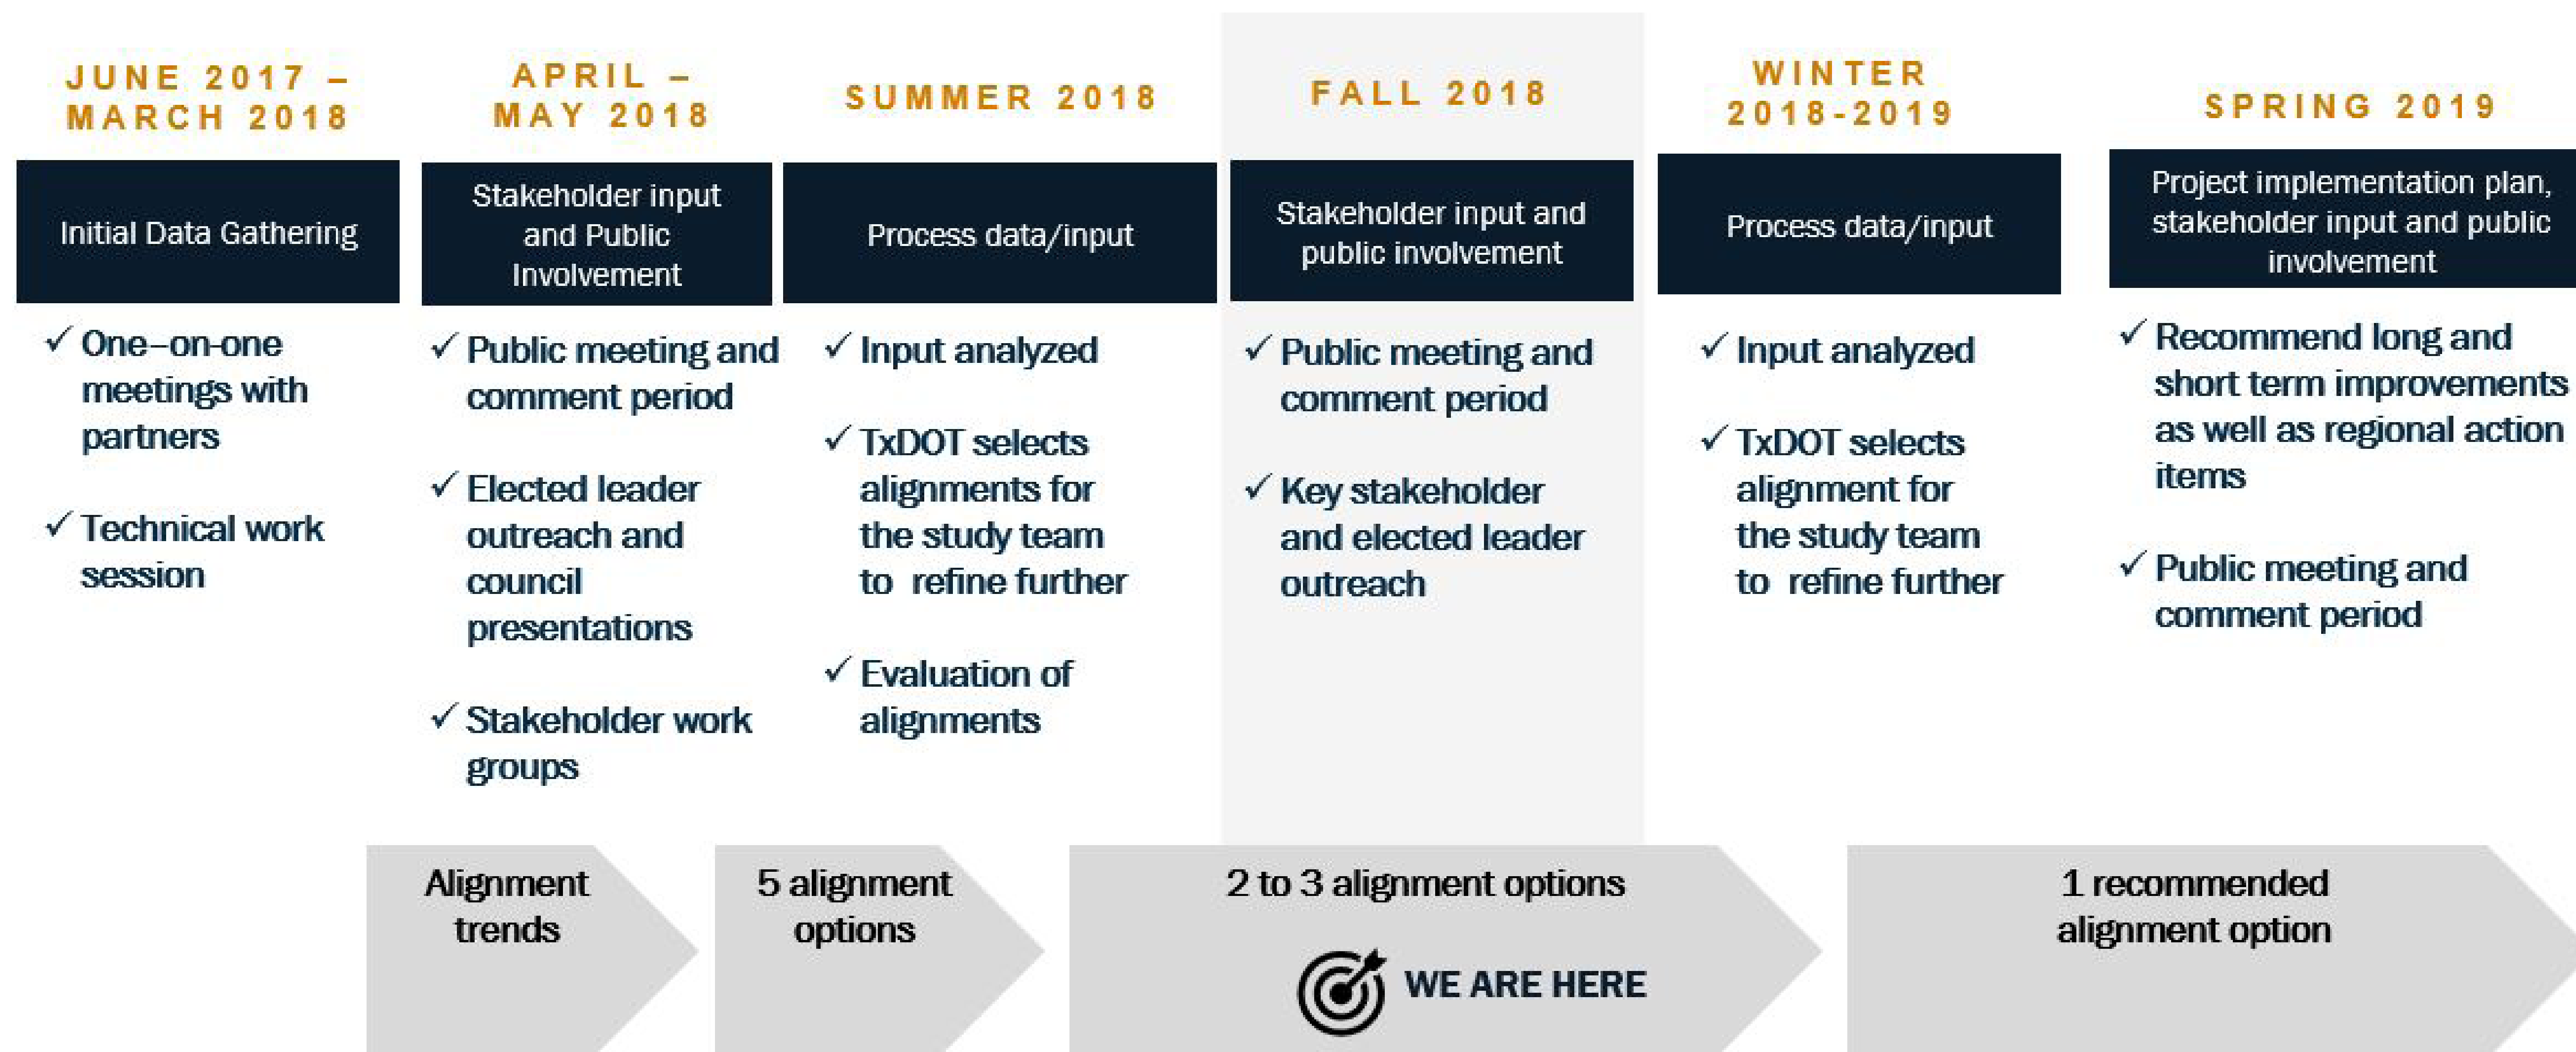 JUNE 2017 –
MARCH 2018
Initial Data Gathering
✓ One–on-one
meetings with
partners
✓ Technical work
session
APRIL –
MAY 2018
Stakeholder input
and Public
Involvement
✓ Public meeting and
comment period
✓ Elected leader
outreach and
council
presentations
✓ Stakeholder work
groups
SUMMER 2018
Process data/input
✓ Input analyzed
✓ TxDOT selects
alignments for
the study team
to refine further
✓ Evaluation of
alignments
FALL 2018
Stakeholder input and
public involvement
✓ Public meeting and
comment period
✓ Key stakeholder
and elected leader
outreach
WINTER
2018-2019
Process data/input
✓ Input analyzed
✓ TxDOT selects
alignment for
the study team
to refine further
SPRING 2019
Project implementation plan,
stakeholder input and public
involvement
✓ Recommend long and
short term improvements
as well as regional action
items
✓ Public meeting and
comment period
Alignment
trends
5 alignment
options
2 to 3 alignment options
WE ARE HERE
1 recommended
alignment option